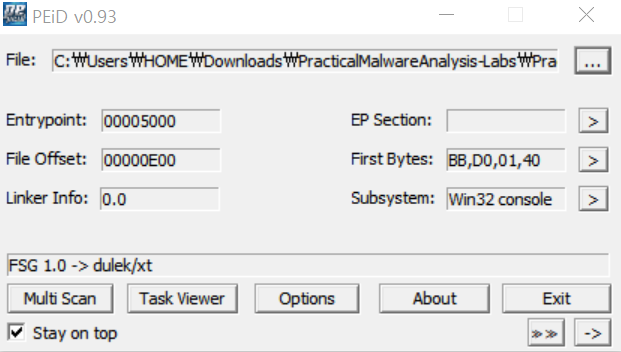 PEiD v0.93
File: C:₩Users₩HOME₩Downloads₩PracticalMalwareAnalysis-Labs₩Pra ...
Entrypoint: 00005000 EP Section: >
File Offset: 00000E00 First Bytes: BB,D0,01,40 >
Linker Info: 0.0 Subsystem: Win32 console >
FSG 1.0 -> dulek/xt
Multi Scan Task Viewer Options About Exit
Stay on top >> >> ->